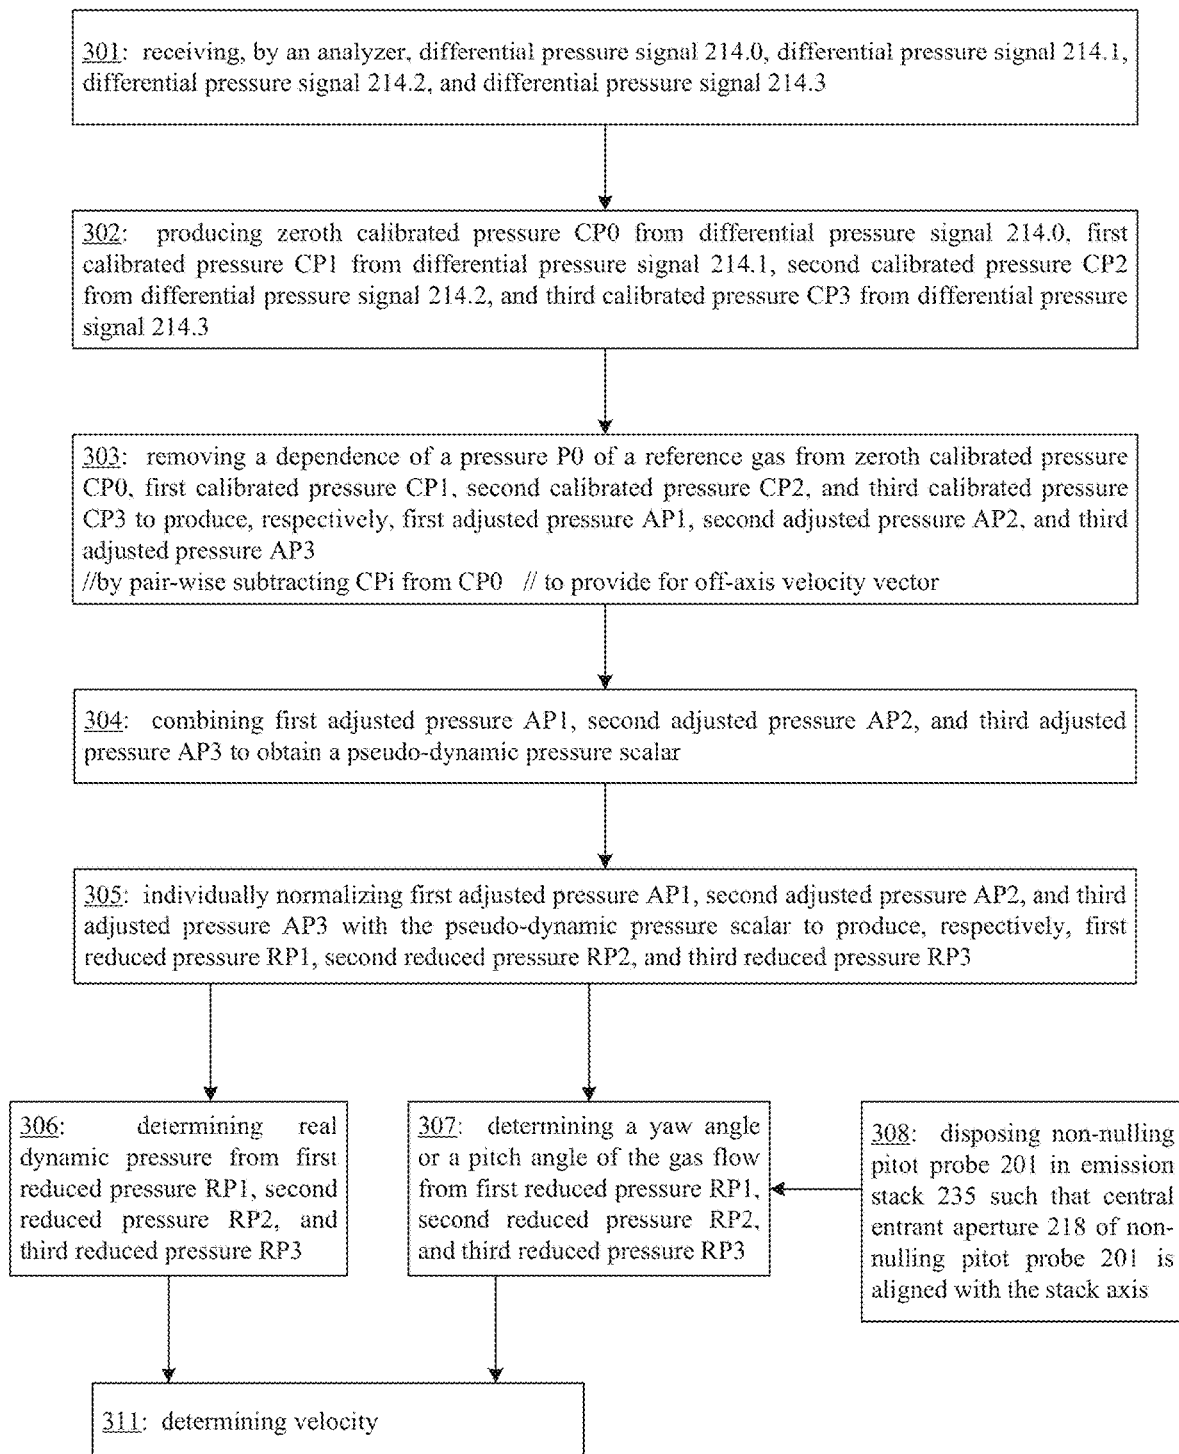 301: receiving, by an analyzer, differential pressure signal 214.0, differential pressure signal 214.1,
differential pressure signal 214.2, and differential pressure signal 214.3
302: producing zeroth calibrated pressure CP0 from differential pressure signal 214.0, first
calibrated pressure CP1 from differential pressure signal 214.1, second calibrated pressure CP2
from differential pressure signal 214.2, and third calibrated pressure CP3 from differential pressure
signal 214.3
303: removing a dependence of a pressure P0 of a reference gas from zeroth calibrated pressure
CP0, first calibrated pressure CP1, second calibrated pressure CP2, and third calibrated pressure
CP3 to produce, respectively, first adjusted pressure AP1, second adjusted pressure AP2, and third
adjusted pressure AP3
//by pair-wise subtracting CPi from CP0 // to provide for off-axis velocity vector
304: combining first adjusted pressure AP1, second adjusted pressure AP2, and third adjusted
pressure AP3 to obtain a pseudo-dynamic pressure scalar
305: individually normalizing first adjusted pressure AP1, second adjusted pressure AP2, and third
adjusted pressure AP3 with the pseudo-dynamic pressure scalar to produce, respectively, first
reduced pressure RP1, second reduced pressure RP2, and third reduced pressure RP3
306: determining real
dynamic pressure from first
reduced pressure RP1, second
reduced pressure RP2, and
third reduced pressure RP3
307: determining a yaw angle
or a pitch angle of the gas flow
from first reduced pressure RP1,
second reduced pressure RP2,
and third reduced pressure RP3
308: disposing non-nulling
pitot probe 201 in emission
stack 235 such that central
entrant aperture 218 of non-
nulling pitot probe 201 is
aligned with the stack axis
311: determining velocity